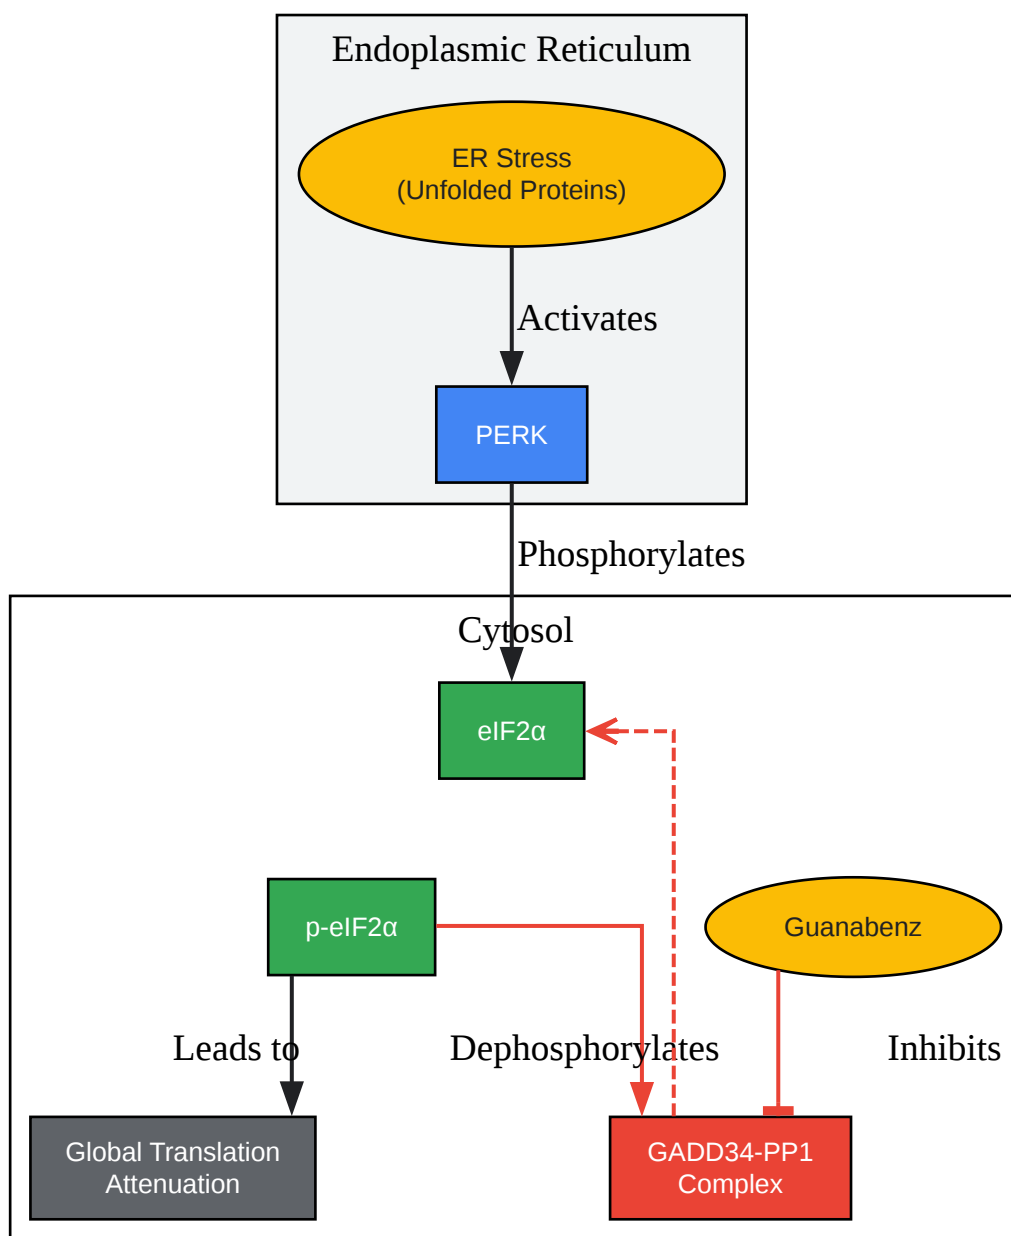 Endoplasmic Reticulum
ER Stress
(Unfolded Proteins)
Activates
PERK
Phosphorylates
Cytosol
eIF2α
p-eIF2α
Guanabenz
Leads to
Dephosphorylates
Inhibits
Global Translation
Attenuation
GADD34-PP1
Complex